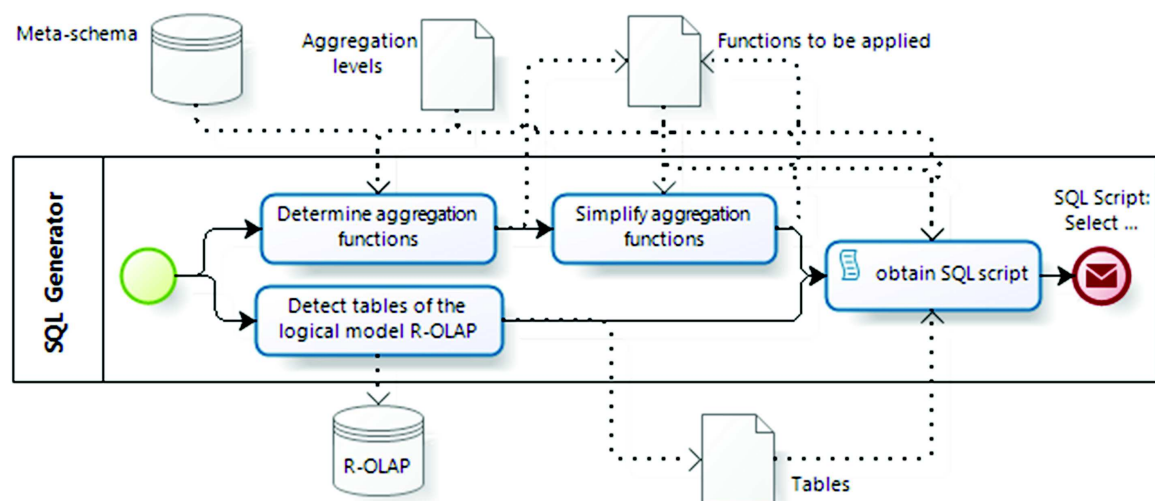 Meta-schema
Aggregation
levels
Functions to be applied
SQL Generator
Determine aggregation
functions
Simplify aggregation
functions
SQL Script:
Select ...
obtain SQL script
Detect tables of the
logical model R-OLAP
R-OLAP
Tables